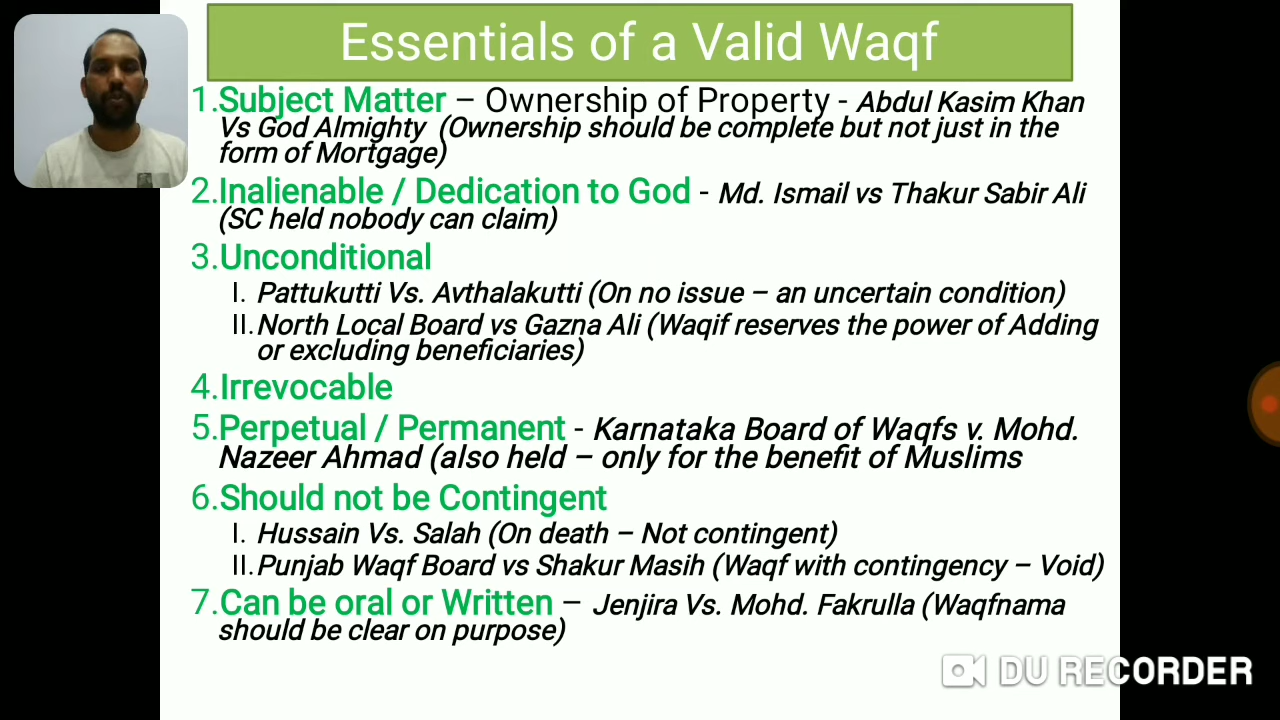 Essentials of a Valid Waqf
1.Subject Matter – Ownership of Property - Abdul Kasim Khan
Vs God Almighty (Ownership should be complete but not just in the
form of Mortgage)
2.Inalienable / Dedication to God - Md. Ismail vs Thakur Sabir Ali
(SC held nobody can claim)
3.Unconditional
I. Pattukutti Vs. Avthalakutti (On no issue – an uncertain condition)
II.North Local Board vs Gazna Ali (Waqif reserves the power of Adding
or excluding beneficiaries)
4.Irrevocable
5.Perpetual / Permanent - Karnataka Board of Waqfs v. Mohd.
Nazeer Ahmad (also held – only for the benefit of Muslims
6.Should not be Contingent
I. Hussain Vs. Salah (On death – Not contingent)
II.Punjab Waqf Board vs Shakur Masih (Waqf with contingency – Void)
7.Can be oral or Written – Jenjira Vs. Mohd. Fakrulla (Waqfnama
should be clear on purpose)
DU RECORDER